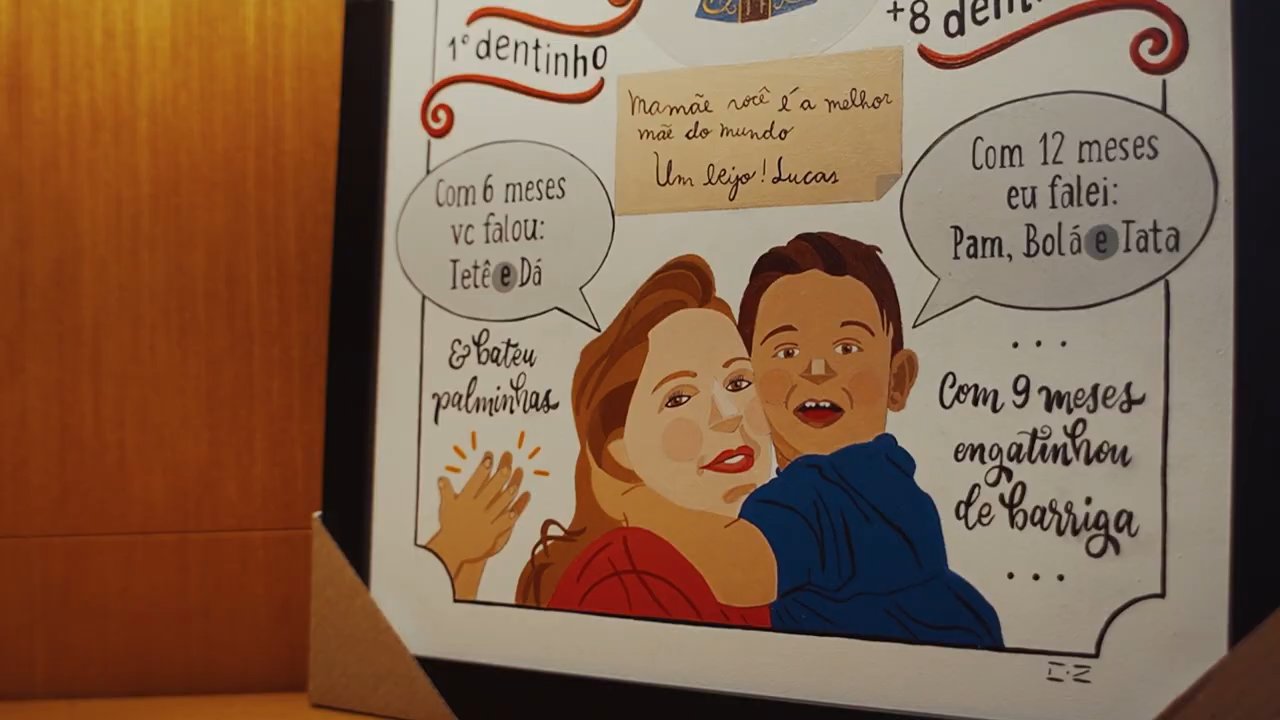 1º dentinho
+8 denti
Mamãe você é a melhor
mãe do mundo
Um beijo! Lucas
Com 6 meses
vc falou:
Tetê e Dá
Com 12 meses
eu falei:
Pam, Bolá e Tata
& bateu
palminhas
...
Com 9 meses
engatinhou
de barriga
...